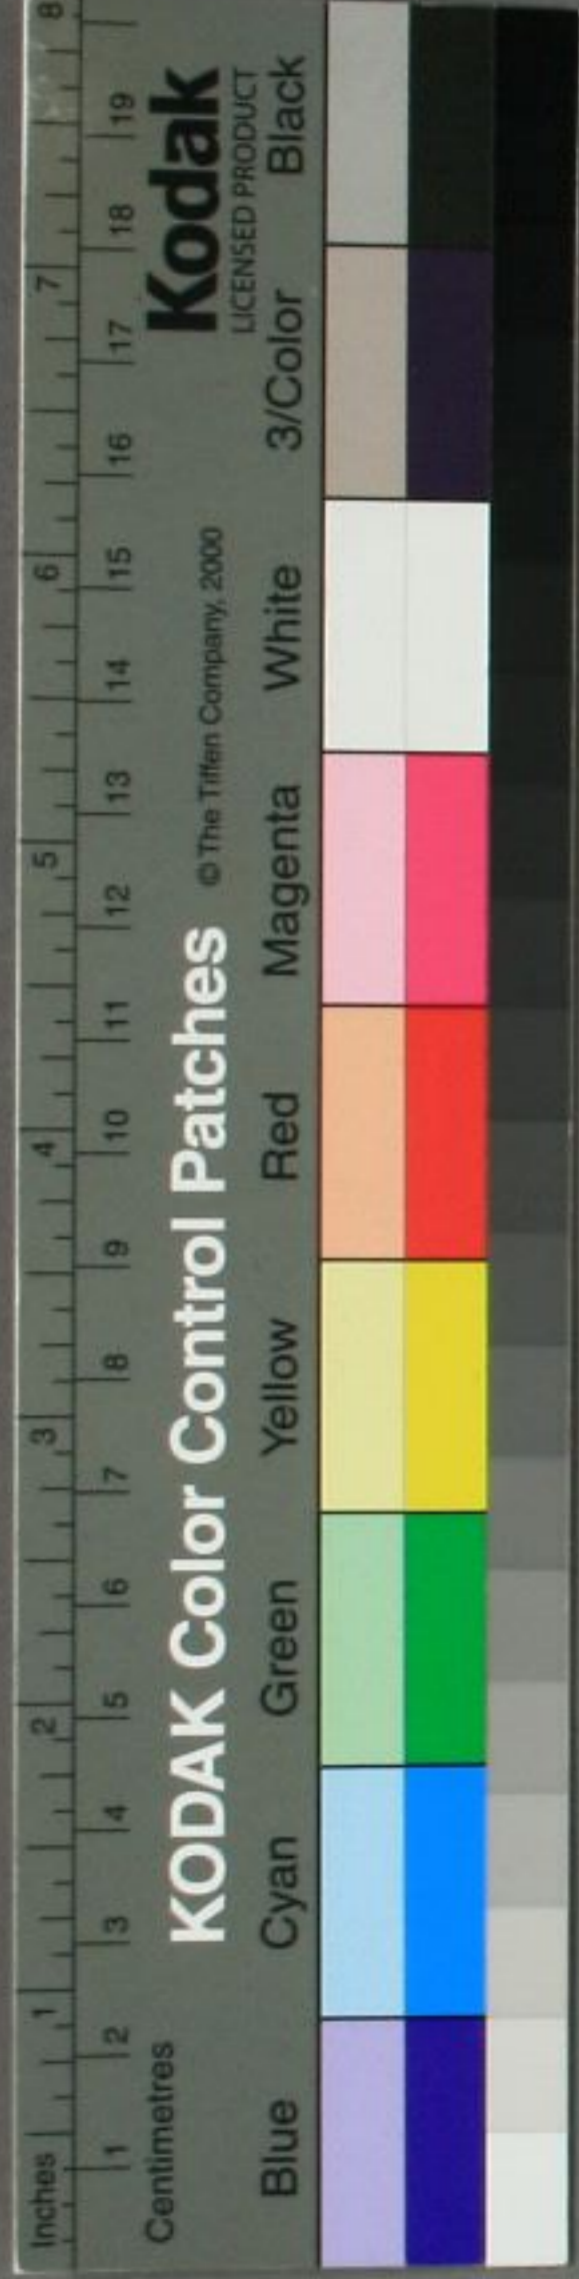 Inches 1 2 3 4 5 6 7 8
1 2 3 4 5 6 7 8 9 10 11 12 13 14 15 16 17 18 19
Centimetres
KODAK Color Control Patches © The Tiffen Company, 2000 Kodak
LICENSED PRODUCT
Blue Cyan Green Yellow Red Magenta White 3/Color Black